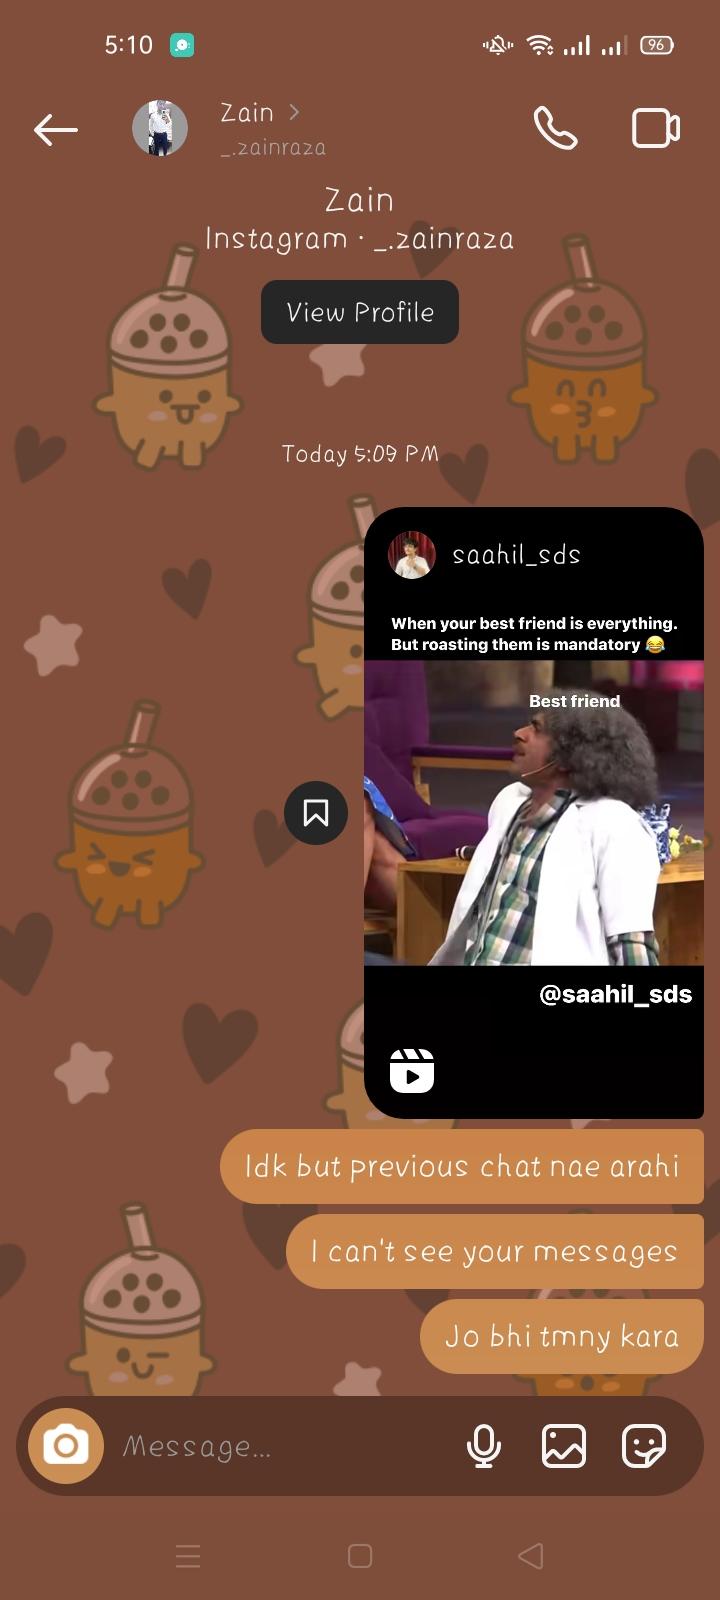 5:10
96
Zain
_.zainraza
Zain
Instagram · _.zainraza
View Profile
Today 5:09 PM
saahil_sds
When your best friend is everything.
But roasting them is mandatory 😂
Best friend
@saahil_sds
Idk but previous chat nae arahi
I can't see your messages
Jo bhi tmny kara
Message...